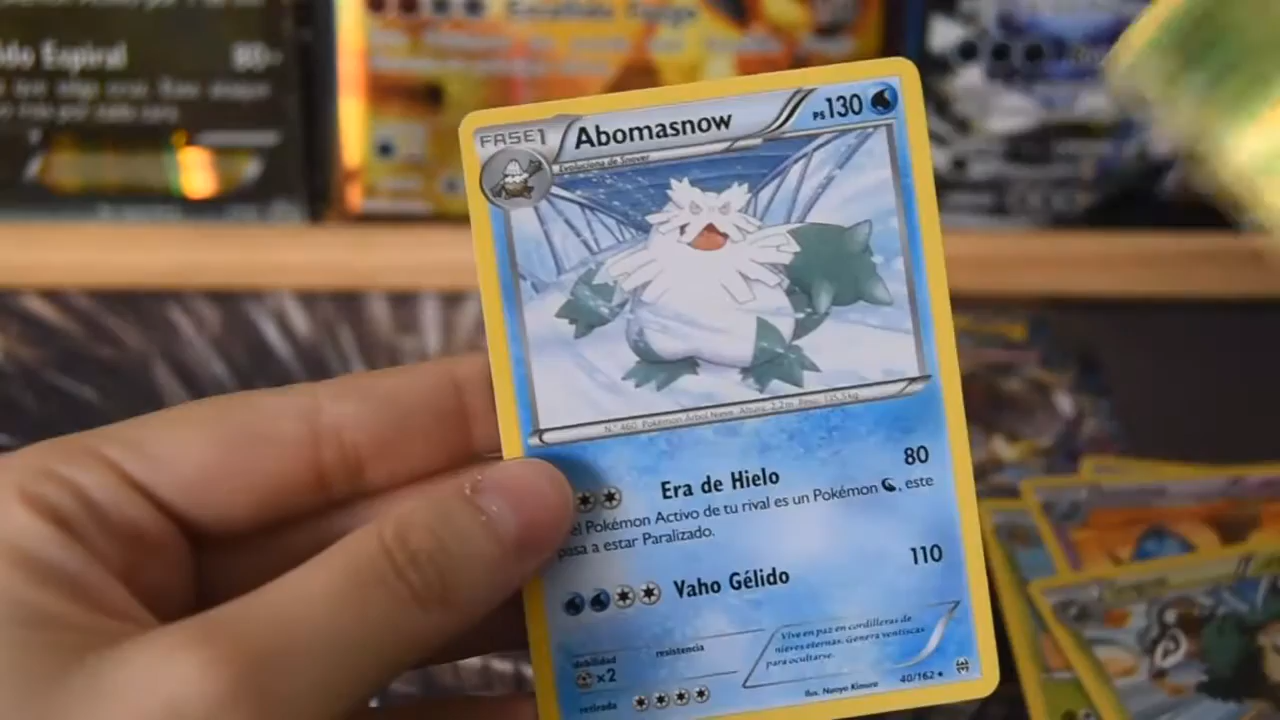 do Espiral 80-
FASE1 Abomasnow PS130
Evoluciona de Snover
N.º 460 Pokémon Árbol Nieve Altura: 2,2 m Peso: 135,5 kg
Era de Hielo 80
el Pokémon Activo de tu rival es un Pokémon , este
pasa a estar Paralizado.
Vaho Gélido 110
debilidad
×2
resistencia
retirada
Vive en paz en cordilleras de
nieves eternas. Genera ventiscas
para ocultarse.
Ilus. Naoyo Kimura
40/162